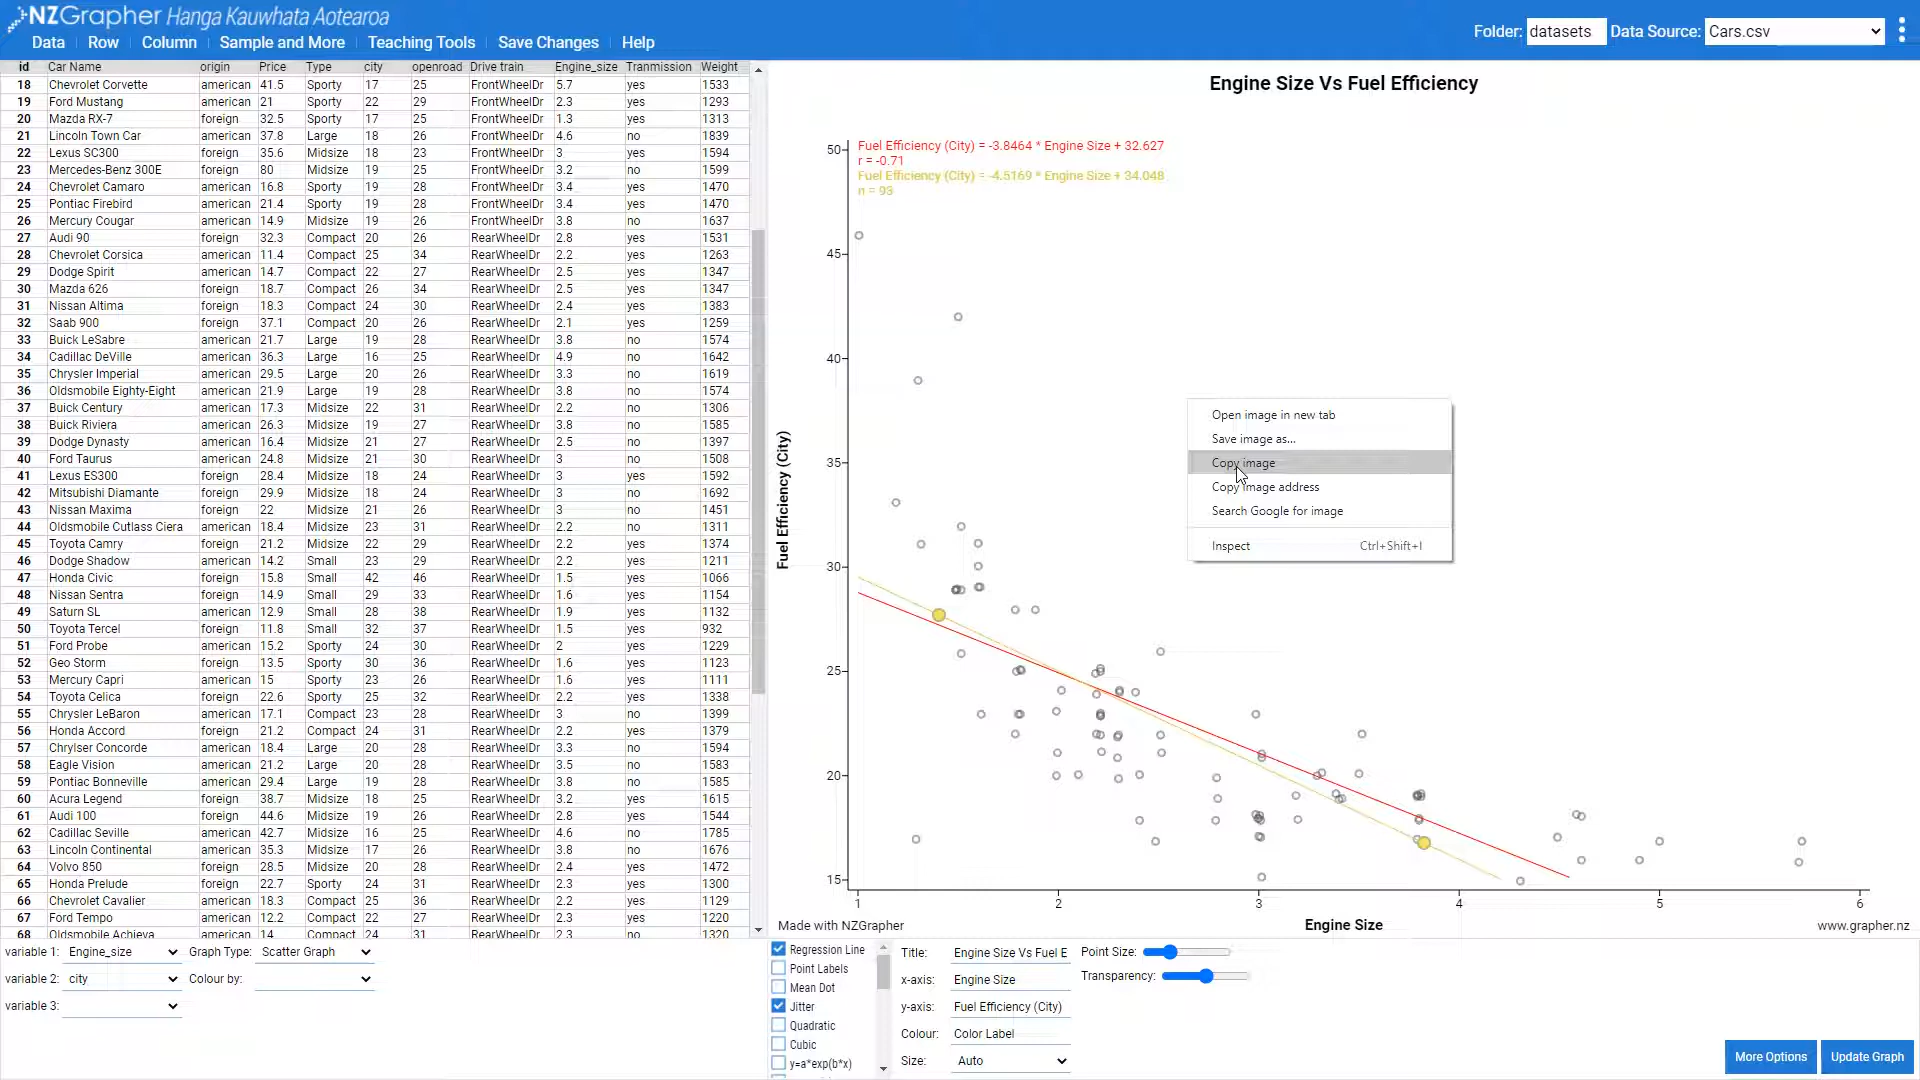 NZGrapher Hanga Kauwhata Aotearoa
Data Row Column Sample and More Teaching Tools Save Changes Help
Folder: datasets Data Source: Cars.csv
id Car Name origin Price Type city openroad Drive train Engine_size Tranmission Weight
18 Chevrolet Corvette american 41.5 Sporty 17 25 FrontWheelDr 5.7 yes 1533
19 Ford Mustang american 21 Sporty 22 29 FrontWheelDr 2.3 yes 1293
20 Mazda RX-7 foreign 32.5 Sporty 17 25 FrontWheelDr 1.3 yes 1313
21 Lincoln Town Car american 37.8 Large 18 26 FrontWheelDr 4.6 no 1839
22 Lexus SC300 foreign 35.6 Midsize 18 23 FrontWheelDr 3 yes 1594
23 Mercedes-Benz 300E foreign 80 Midsize 19 25 FrontWheelDr 3.2 no 1599
24 Chevrolet Camaro american 16.8 Sporty 19 28 FrontWheelDr 3.4 yes 1470
25 Pontiac Firebird american 21.4 Sporty 19 28 FrontWheelDr 3.4 yes 1470
26 Mercury Cougar american 14.9 Midsize 19 26 FrontWheelDr 3.8 no 1637
27 Audi 90 foreign 32.3 Compact 20 26 RearWheelDr 2.8 yes 1531
28 Chevrolet Corsica american 11.4 Compact 25 34 RearWheelDr 2.2 yes 1263
29 Dodge Spirit american 14.7 Compact 22 27 RearWheelDr 2.5 yes 1347
30 Mazda 626 foreign 18.7 Compact 26 34 RearWheelDr 2.5 yes 1347
31 Nissan Altima foreign 18.3 Compact 24 30 RearWheelDr 2.4 yes 1383
32 Saab 900 foreign 37.1 Compact 20 26 RearWheelDr 2.1 yes 1259
33 Buick LeSabre american 21.7 Large 19 28 RearWheelDr 3.8 no 1574
34 Cadillac DeVille american 36.3 Large 16 25 RearWheelDr 4.9 no 1642
35 Chrysler Imperial american 29.5 Large 20 26 RearWheelDr 3.3 no 1619
36 Oldsmobile Eighty-Eight american 21.9 Large 19 28 RearWheelDr 3.8 no 1574
37 Buick Century american 17.3 Midsize 22 31 RearWheelDr 2.2 no 1306
38 Buick Riviera american 26.3 Midsize 19 27 RearWheelDr 3.8 no 1585
39 Dodge Dynasty american 16.4 Midsize 21 27 RearWheelDr 2.5 no 1397
40 Ford Taurus american 24.8 Midsize 21 30 RearWheelDr 3 no 1508
41 Lexus ES300 foreign 28.4 Midsize 18 24 RearWheelDr 3 yes 1592
42 Mitsubishi Diamante foreign 29.9 Midsize 18 24 RearWheelDr 3 no 1692
43 Nissan Maxima foreign 22 Midsize 21 26 RearWheelDr 3 no 1451
44 Oldsmobile Cutlass Ciera american 18.4 Midsize 23 31 RearWheelDr 2.2 no 1311
45 Toyota Camry foreign 21.2 Midsize 22 29 RearWheelDr 2.2 yes 1374
46 Dodge Shadow american 14.2 Small 23 29 RearWheelDr 2.2 yes 1211
47 Honda Civic foreign 15.8 Small 42 46 RearWheelDr 1.5 yes 1066
48 Nissan Sentra foreign 14.9 Small 29 33 RearWheelDr 1.6 yes 1154
49 Saturn SL american 12.9 Small 28 38 RearWheelDr 1.9 yes 1132
50 Toyota Tercel foreign 11.8 Small 32 37 RearWheelDr 1.5 yes 932
51 Ford Probe american 15.2 Sporty 24 30 RearWheelDr 2 yes 1229
52 Geo Storm foreign 13.5 Sporty 30 36 RearWheelDr 1.6 yes 1123
53 Mercury Capri american 15 Sporty 23 26 RearWheelDr 1.6 yes 1111
54 Toyota Celica foreign 22.6 Sporty 25 32 RearWheelDr 2.2 yes 1338
55 Chrysler LeBaron american 17.1 Compact 23 28 RearWheelDr 3 no 1399
56 Honda Accord foreign 21.2 Compact 24 31 RearWheelDr 2.2 yes 1379
57 Chrylser Concorde american 18.4 Large 20 28 RearWheelDr 3.3 no 1594
58 Eagle Vision american 21.2 Large 20 28 RearWheelDr 3.5 no 1583
59 Pontiac Bonneville american 29.4 Large 19 28 RearWheelDr 3.8 no 1585
60 Acura Legend foreign 38.7 Midsize 18 25 RearWheelDr 3.2 yes 1615
61 Audi 100 foreign 44.6 Midsize 19 26 RearWheelDr 2.8 yes 1544
62 Cadillac Seville american 42.7 Midsize 16 25 RearWheelDr 4.6 no 1785
63 Lincoln Continental american 35.3 Midsize 17 26 RearWheelDr 3.8 no 1676
64 Volvo 850 foreign 28.5 Midsize 20 28 RearWheelDr 2.4 yes 1472
65 Honda Prelude foreign 22.7 Sporty 24 31 RearWheelDr 2.3 yes 1300
66 Chevrolet Cavalier american 18.3 Compact 25 36 RearWheelDr 2.2 yes 1129
67 Ford Tempo american 12.2 Compact 22 27 RearWheelDr 2.3 yes 1220
68 Oldsmobile Achieva american 14 Compact 24 31 RearWheelDr 2.3 no 1320
Engine Size Vs Fuel Efficiency
Fuel Efficiency (City) = -3.8464 * Engine Size + 32.627
r = -0.71
Fuel Efficiency (City) = -4.5169 * Engine Size + 34.048
n = 93
50
45
40
35
30
25
20
15
Fuel Efficiency (City)
Open image in new tab
Save image as...
Copy image
Copy image address
Search Google for image
Inspect Ctrl+Shift+I
1 2 3 4 5 6
Made with NZGrapher Engine Size www.grapher.nz
variable 1: Engine_size Graph Type: Scatter Graph
variable 2: city Colour by:
variable 3:
Regression Line
Point Labels
Mean Dot
Jitter
Quadratic
Cubic
y=a*exp(b*x)
Title: Engine Size Vs Fuel E
x-axis: Engine Size
y-axis: Fuel Efficiency (City)
Colour: Color Label
Size: Auto
Point Size:
Transparency:
More Options Update Graph